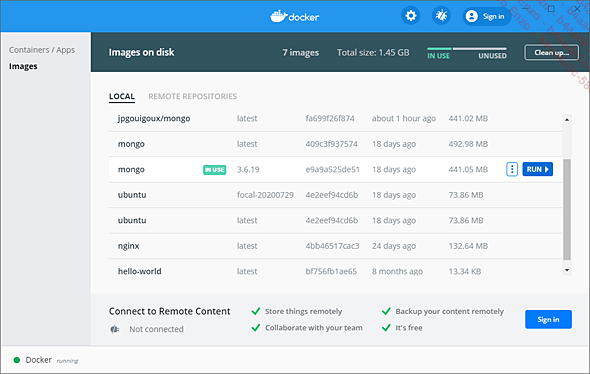 docker
Sign in
Containers / Apps
Images
Images on disk
7 images
Total size: 1.45 GB
IN USE
UNUSED
Clean up...
LOCAL
REMOTE REPOSITORIES
jpgouigoux/mongo latest fa699f26f874 about 1 hour ago 441.02 MB
mongo latest 409c3f937574 18 days ago 492.98 MB
mongo IN USE 3.6.19 e9a9a525de51 18 days ago 441.05 MB RUN
ubuntu focal-20200729 4e2eef94cd6b 18 days ago 73.86 MB
ubuntu latest 4e2eef94cd6b 18 days ago 73.86 MB
nginx latest 4bb46517cac3 24 days ago 132.64 MB
hello-world latest bf756fb1ae65 8 months ago 13.34 KB
Connect to Remote Content
Not connected
Store things remotely
Collaborate with your team
Backup your content remotely
It's free
Sign in
Docker running